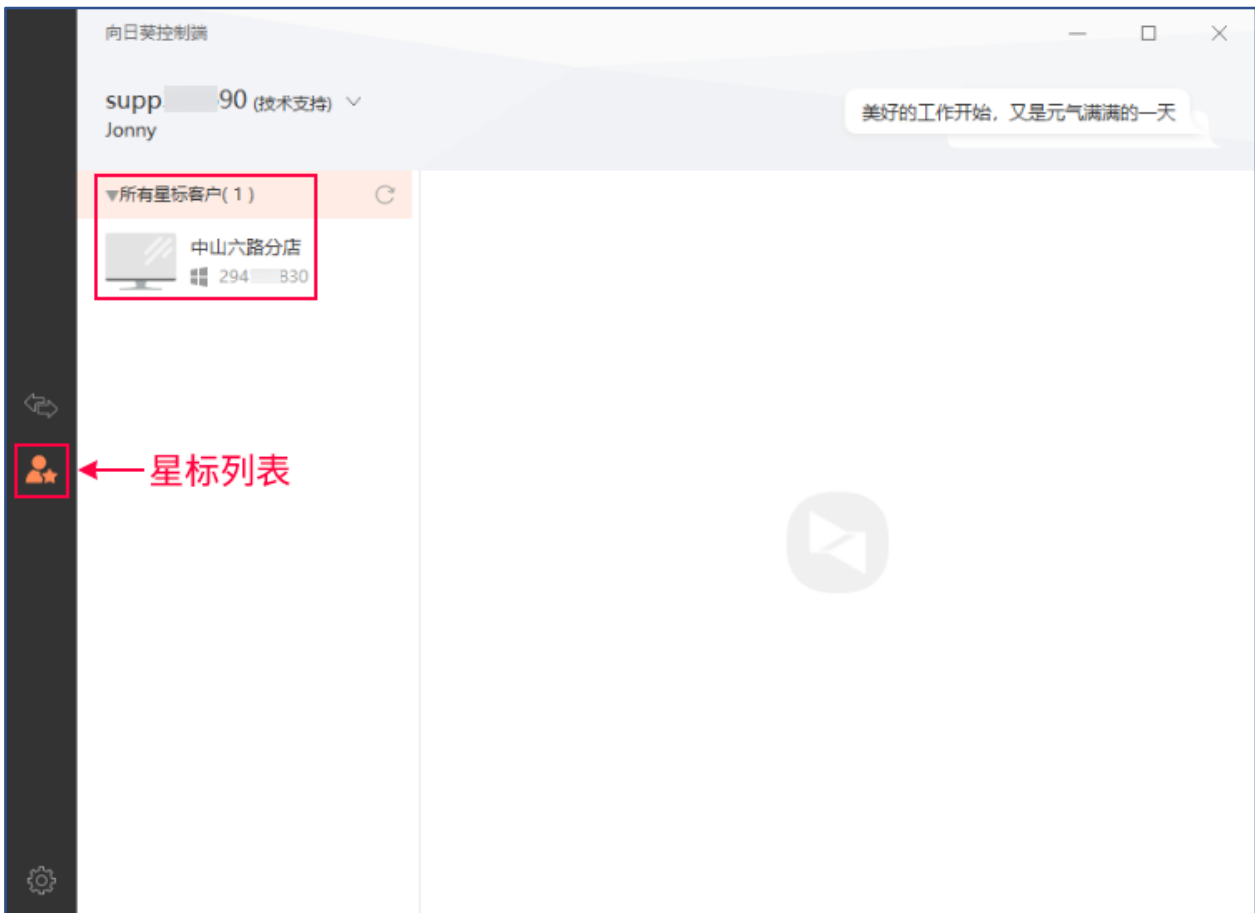 向日葵控制端
supp 90 (技术支持)
Jonny
美好的工作开始，又是元气满满的一天
▼所有星标客户( 1 )
中山六路分店
294 830
星标列表